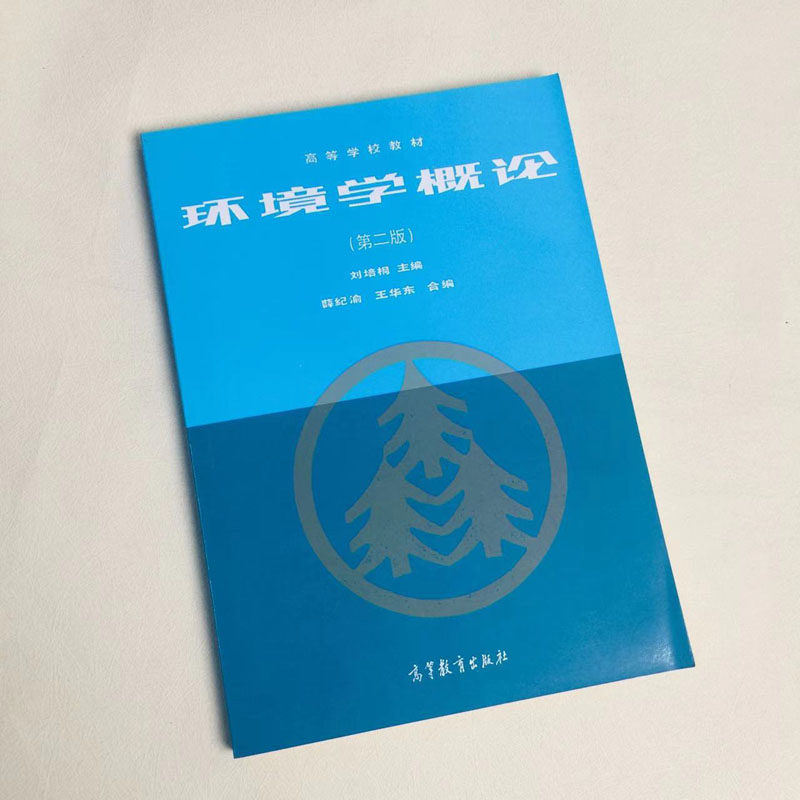 高等学校教材
环境学概论
(第二版)
刘培桐 主编
薛纪渝 王华东 合编
高等教育出版社